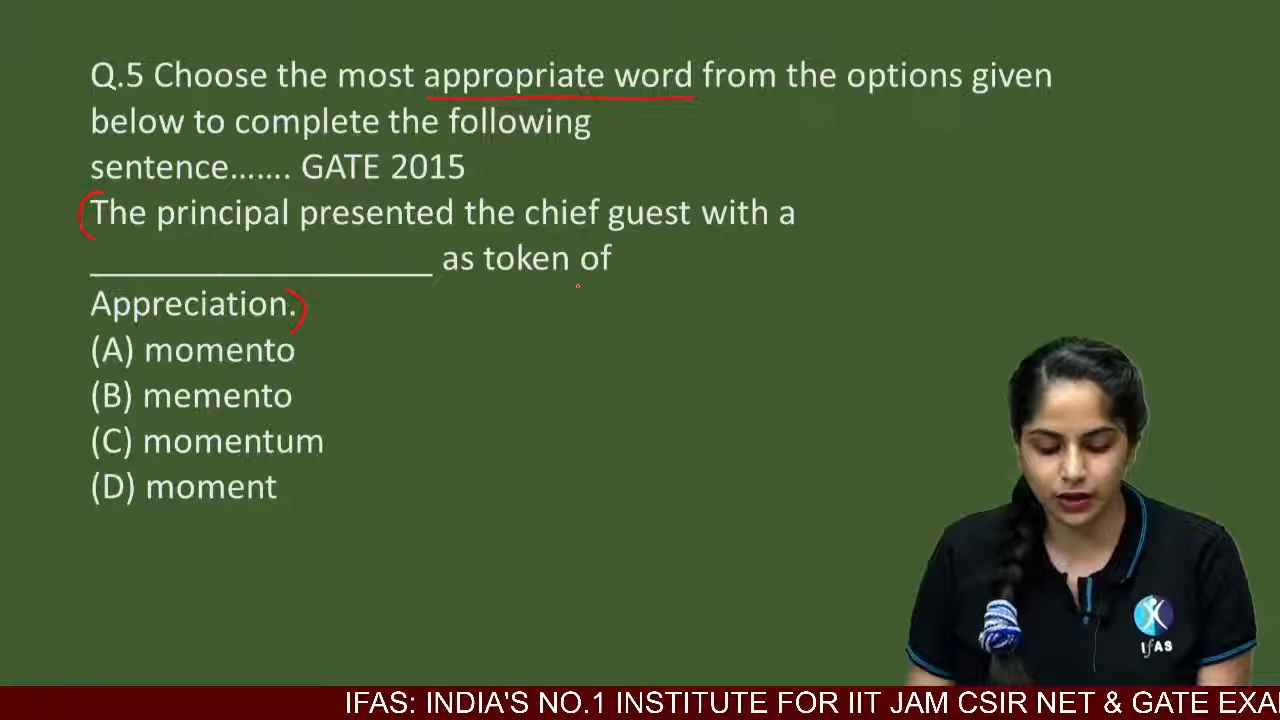 Q.5 Choose the most appropriate word from the options given
below to complete the following
sentence……. GATE 2015
The principal presented the chief guest with a
___________________ as token of
Appreciation.
(A) momento
(B) memento
(C) momentum
(D) moment
IfAS
IFAS: INDIA'S NO.1 INSTITUTE FOR IIT JAM CSIR NET & GATE EXA